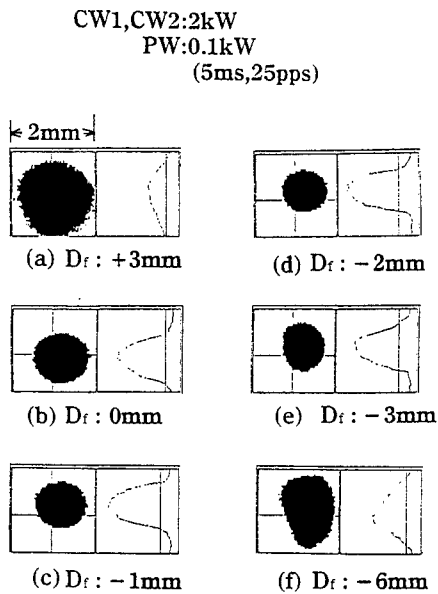 CW1,CW2:2kW
PW:0.1kW
(5ms,25pps)
2mm
(a) Df : +3mm
(d) Df : −2mm
(b) Df : 0mm
(e) Df : −3mm
(c) Df : −1mm
(f) Df : −6mm